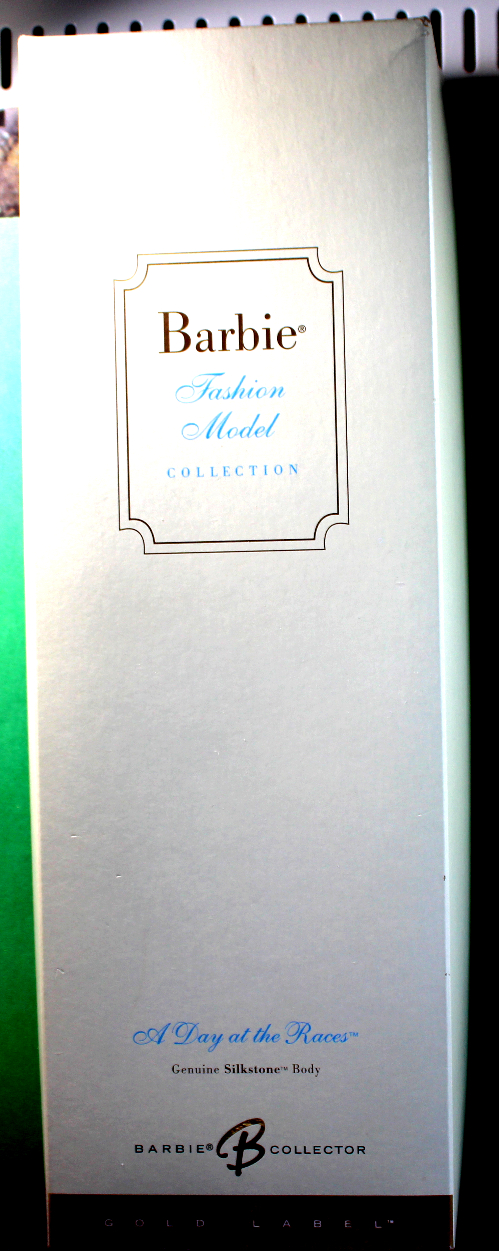 Barbie®
Fashion
Model
COLLECTION
A Day at the Races™
Genuine Silkstone™ Body
BARBIE® B COLLECTOR
GOLD LABEL™